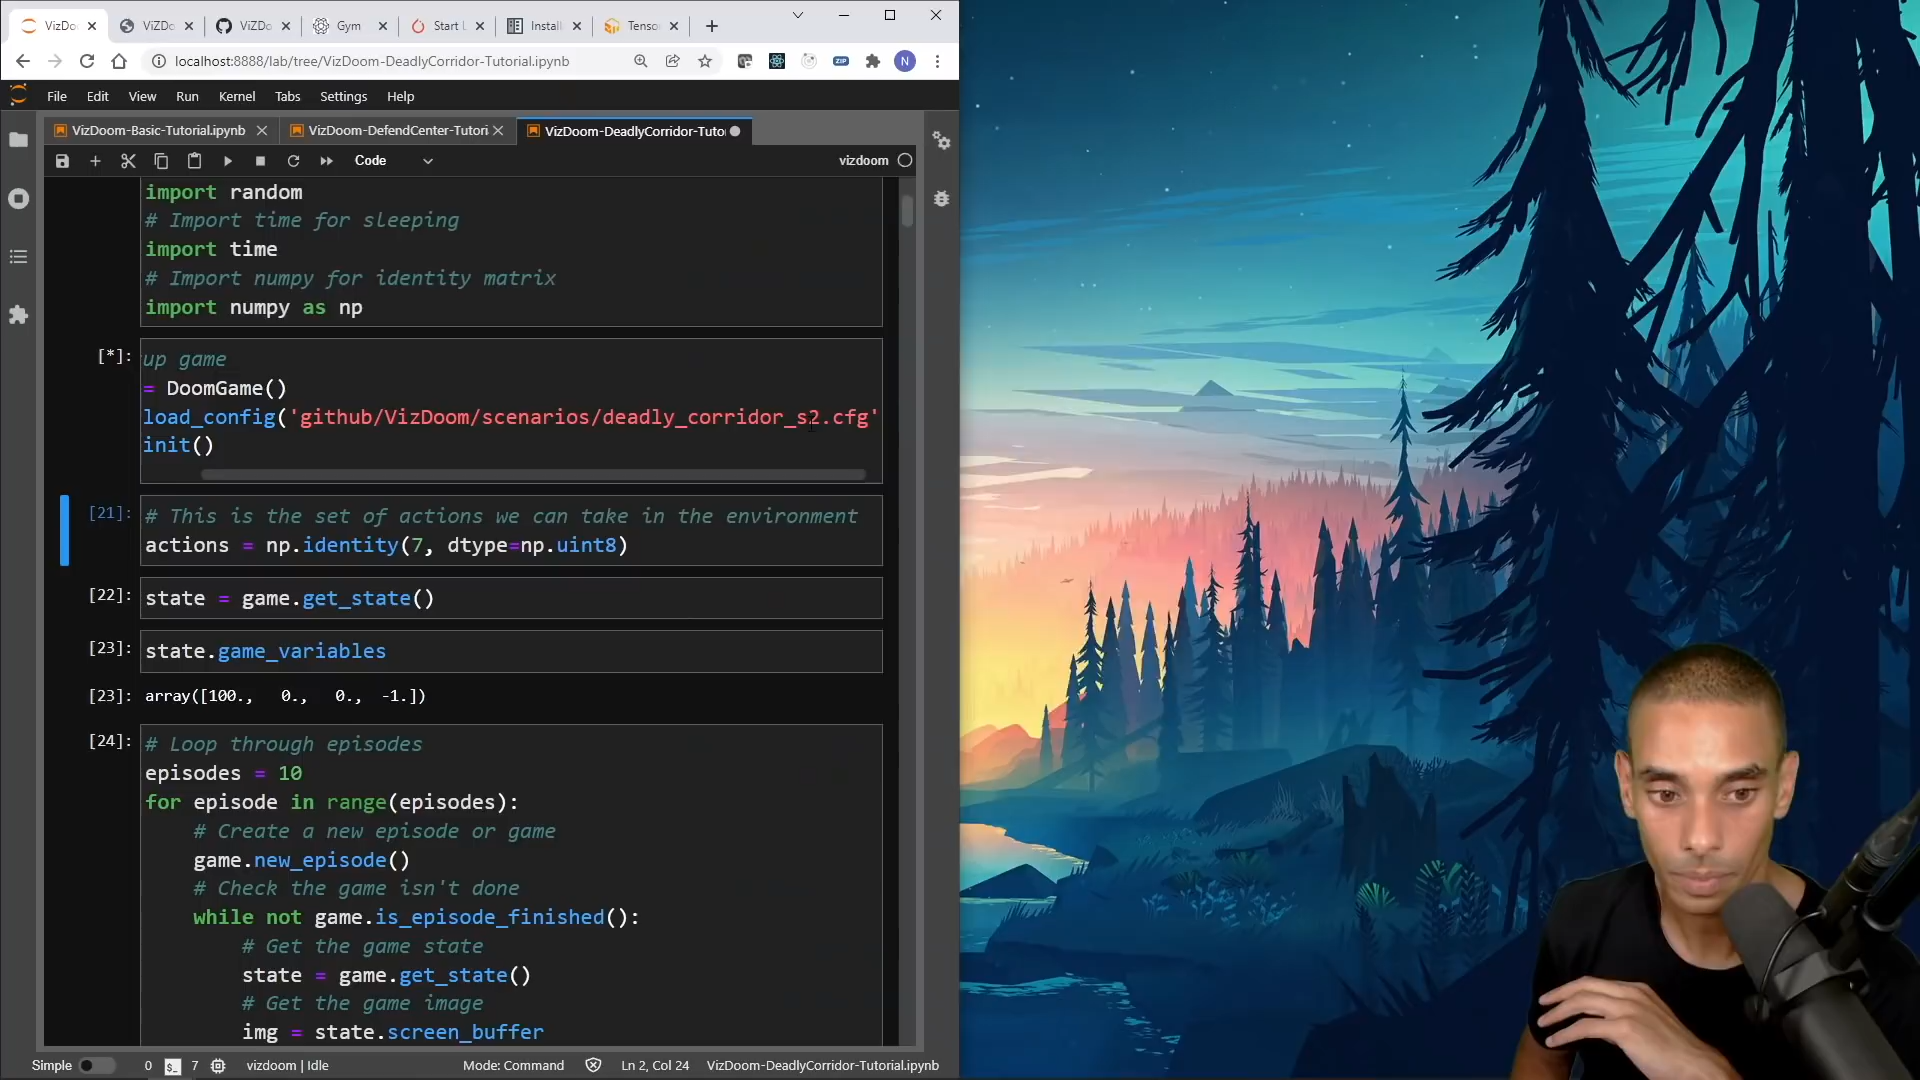 VizDo
ViZDo
ViZDo
Gym
Start L
Install
Tenso
localhost:8888/lab/tree/VizDoom-DeadlyCorridor-Tutorial.ipynb
ZIP
N
File Edit View Run Kernel Tabs Settings Help
VizDoom-Basic-Tutorial.ipynb
VizDoom-DefendCenter-Tutori
VizDoom-DeadlyCorridor-Tuto
Code
vizdoom
import random
# Import time for sleeping
import time
# Import numpy for identity matrix
import numpy as np
[*]: up game
= DoomGame()
load_config('github/VizDoom/scenarios/deadly_corridor_s2.cfg'
init()
[21]: # This is the set of actions we can take in the environment
actions = np.identity(7, dtype=np.uint8)
[22]: state = game.get_state()
[23]: state.game_variables
[23]: array([100., 0., 0., -1.])
[24]: # Loop through episodes
episodes = 10
for episode in range(episodes):
# Create a new episode or game
game.new_episode()
# Check the game isn't done
while not game.is_episode_finished():
# Get the game state
state = game.get_state()
# Get the game image
img = state.screen_buffer
Simple 0 $_ 7 vizdoom | Idle Mode: Command Ln 2, Col 24 VizDoom-DeadlyCorridor-Tutorial.ipynb